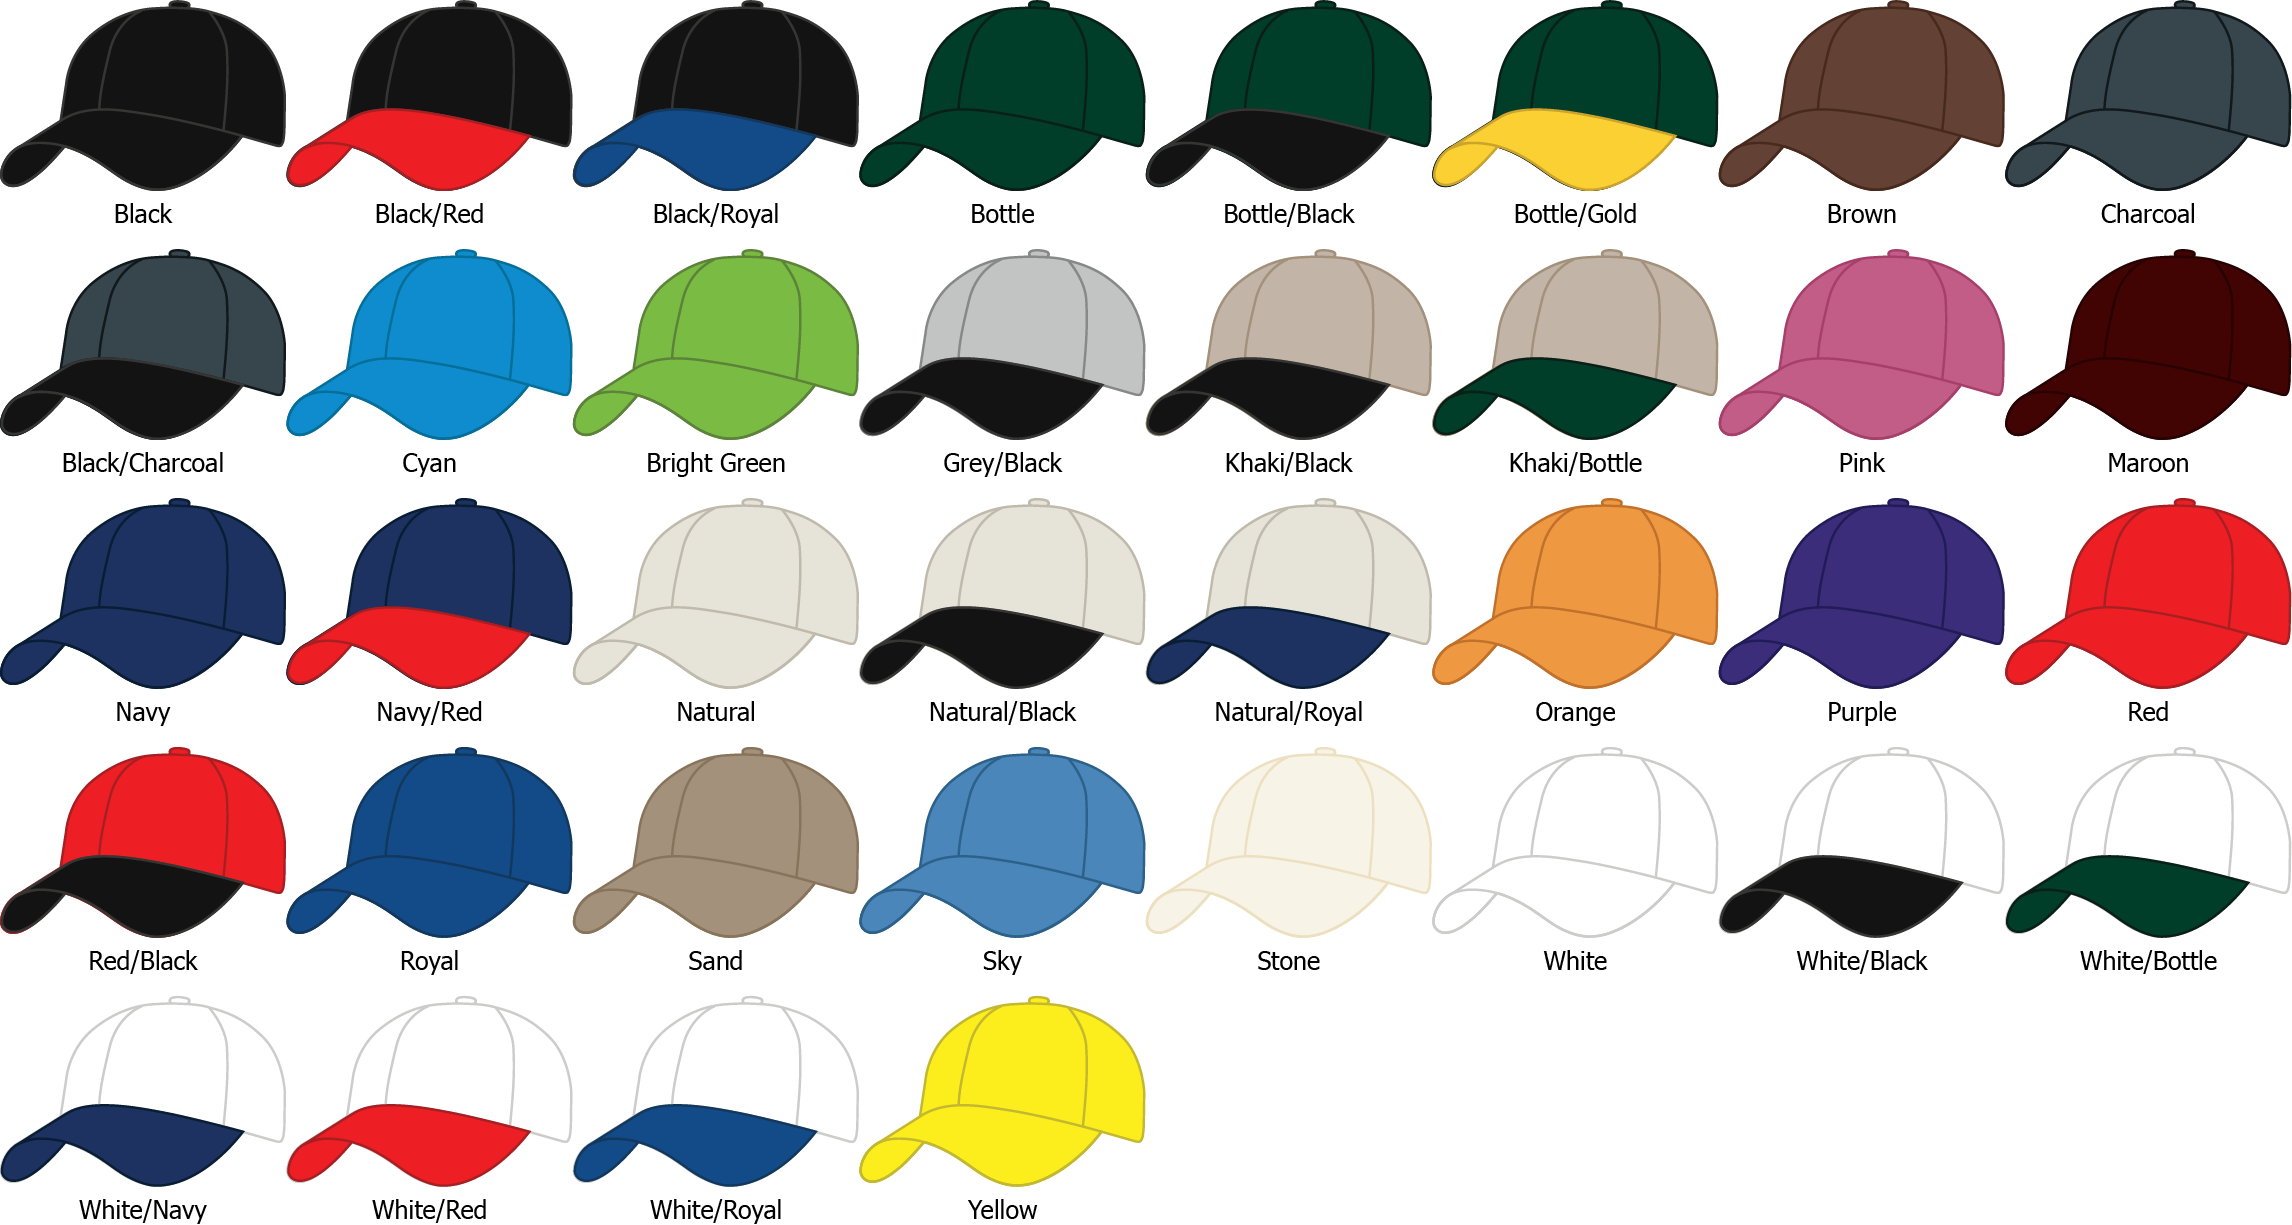 Black
Black/Red
Black/Royal
Bottle
Bottle/Black
Bottle/Gold
Brown
Charcoal
Black/Charcoal
Cyan
Bright Green
Grey/Black
Khaki/Black
Khaki/Bottle
Pink
Maroon
Navy
Navy/Red
Natural
Natural/Black
Natural/Royal
Orange
Purple
Red
Red/Black
Royal
Sand
Sky
Stone
White
White/Black
White/Bottle
White/Navy
White/Red
White/Royal
Yellow